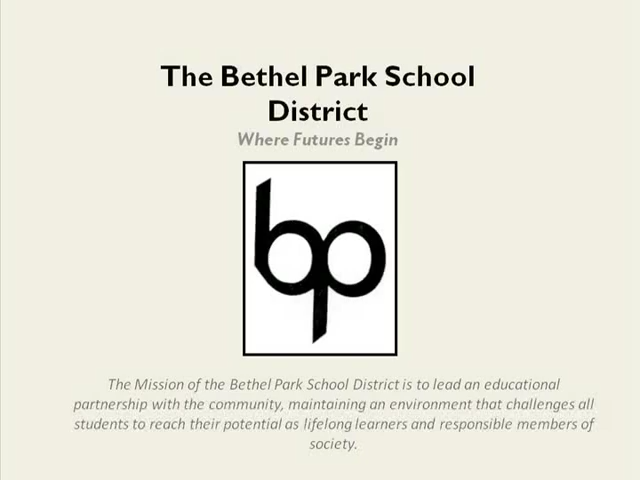 The Bethel Park School
District
Where Futures Begin
bp
The Mission of the Bethel Park School District is to lead an educational
partnership with the community, maintaining an environment that challenges all
students to reach their potential as lifelong learners and responsible members of
society.